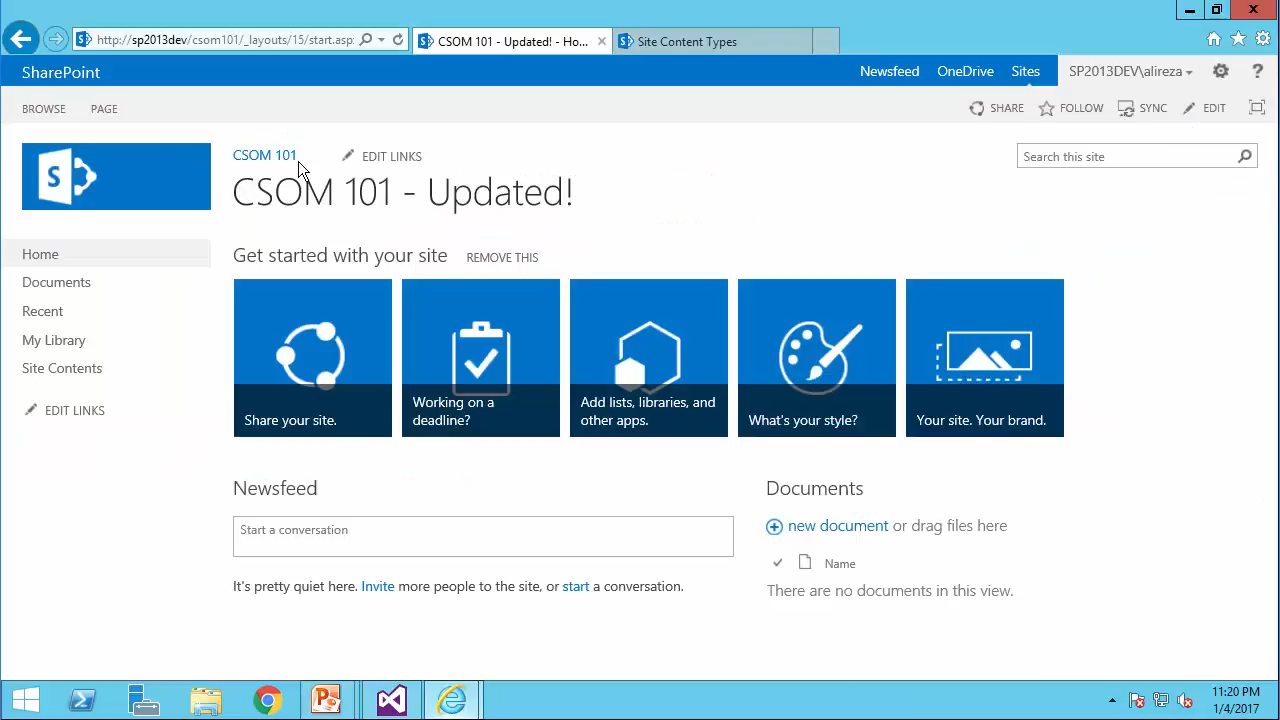 http://sp2013dev/csom101/_layouts/15/start.asp:
CSOM 101 - Updated! - Ho...
Site Content Types
SharePoint
Newsfeed
OneDrive
Sites
SP2013DEV\alireza
?
BROWSE
PAGE
SHARE
FOLLOW
SYNC
EDIT
S
CSOM 101
EDIT LINKS
Search this site
CSOM 101 - Updated!
Home
Documents
Recent
My Library
Site Contents
EDIT LINKS
Get started with your site
REMOVE THIS
Share your site.
Working on a
deadline?
Add lists, libraries, and
other apps.
What's your style?
Your site. Your brand.
Newsfeed
Start a conversation
It's pretty quiet here. Invite more people to the site, or start a conversation.
Documents
new document or drag files here
Name
There are no documents in this view.
11:20 PM
1/4/2017